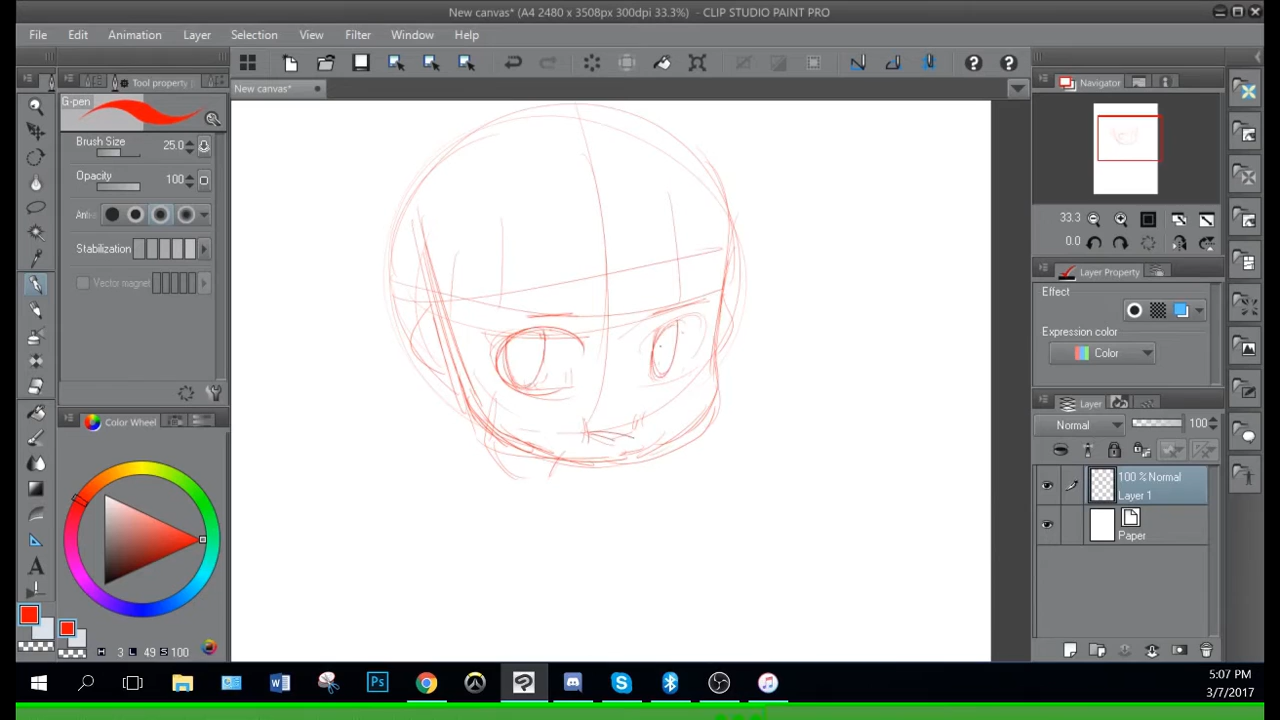 New canvas* (A4 2480 x 3508px 300dpi 33.3%) - CLIP STUDIO PAINT PRO
File Edit Animation Layer Selection View Filter Window Help
Tool property
New canvas*
Navigator
G-pen
Brush Size 25.0
Opacity 100
Stabilization
Vector magnet
33.3
0.0
Layer Property
Effect
Expression color
Color
Layer
Normal 100
100 % Normal
Layer 1
Paper
Color Wheel
H 3 L 49 S 100
5:07 PM
3/7/2017